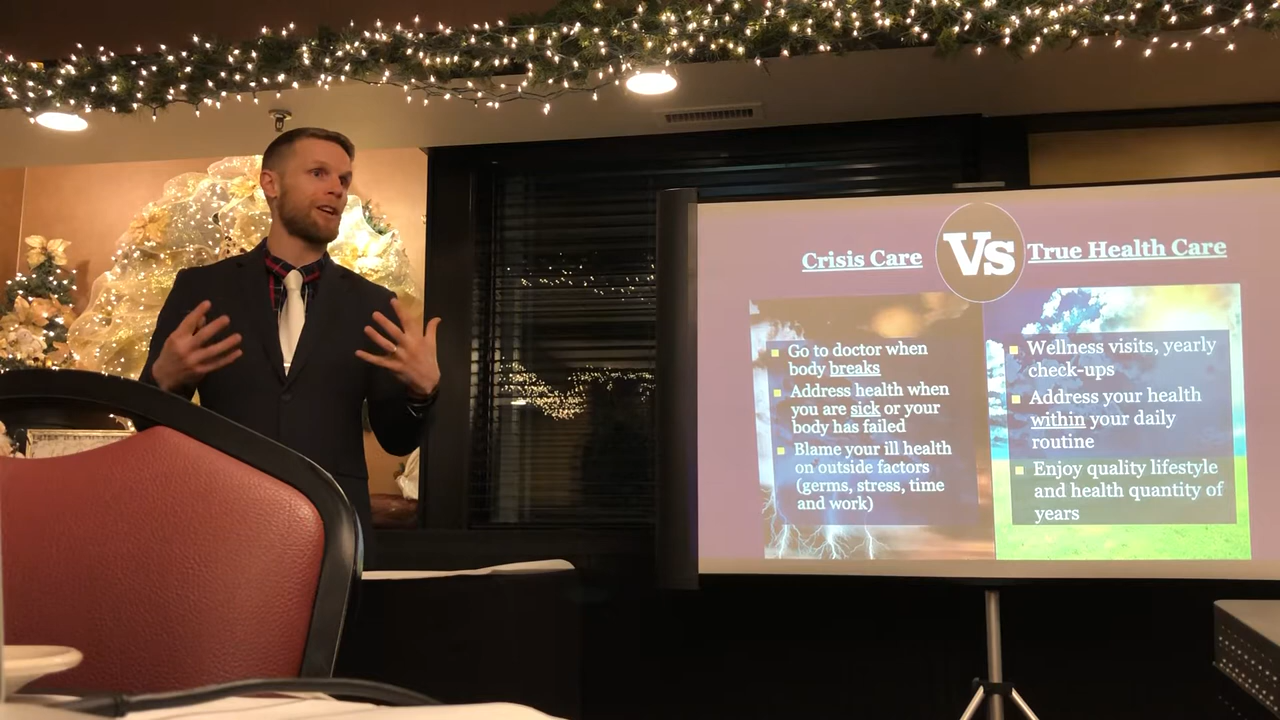 Crisis Care
Vs
True Health Care
Go to doctor when
body breaks
Address health when
you are sick or your
body has failed
Blame your ill health
on outside factors
(germs, stress, time
and work)
Wellness visits, yearly
check-ups
Address your health
within your daily
routine
Enjoy quality lifestyle
and health quantity of
years